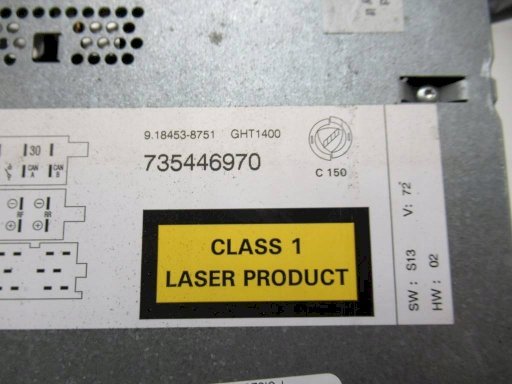 9.18453-8751 GHT1400
735446970
C 150
30
CAN A
CAN B
RF
RR
CLASS 1
LASER PRODUCT
SW: S13 V: 72
HW: 02